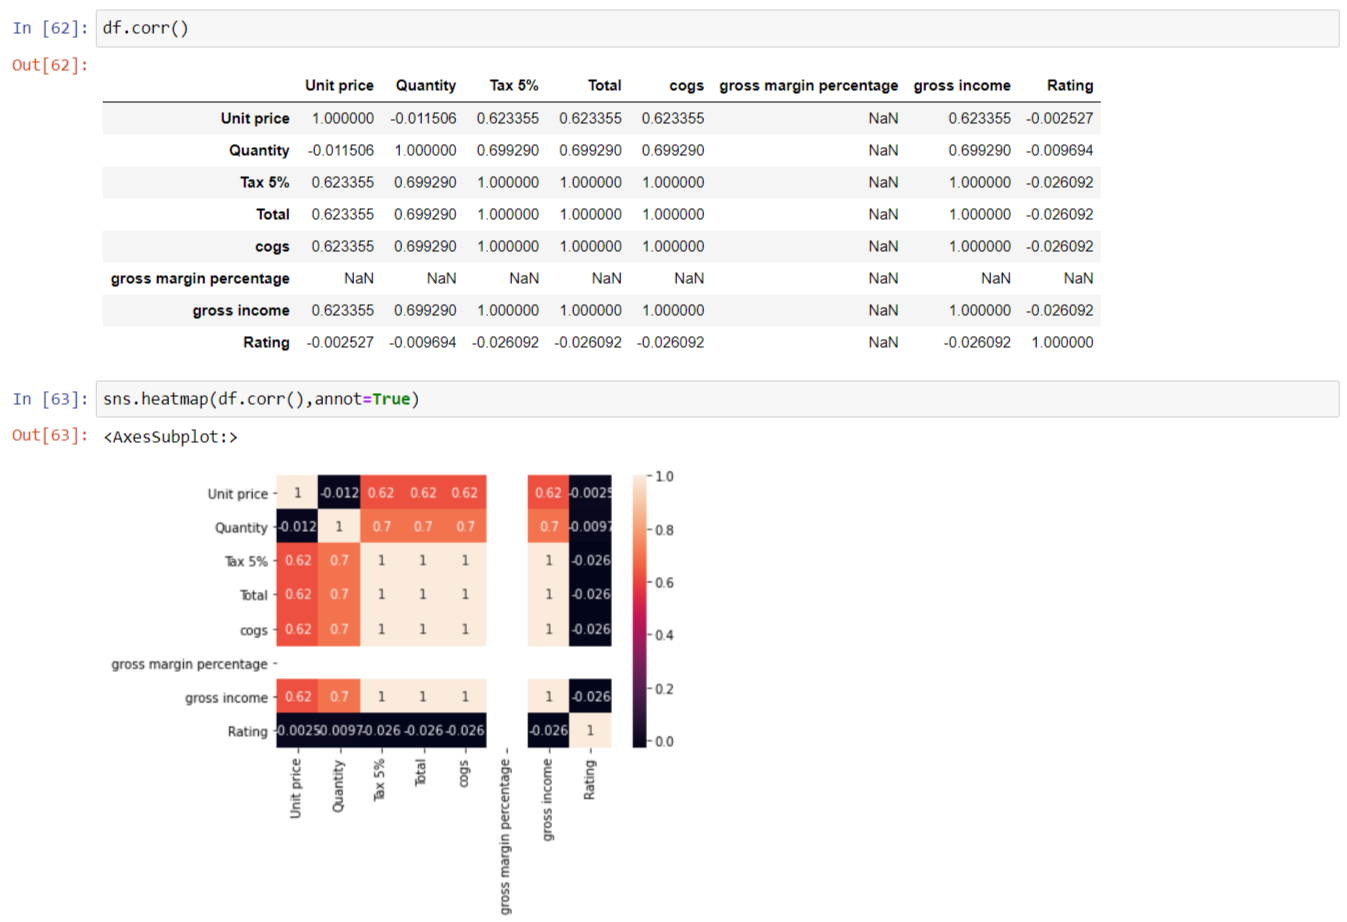 In [62]: df.corr()
Out[62]:
Unit price Quantity Tax 5% Total cogs gross margin percentage gross income Rating
Unit price 1.000000 -0.011506 0.623355 0.623355 0.623355 NaN 0.623355 -0.002527
Quantity -0.011506 1.000000 0.699290 0.699290 0.699290 NaN 0.699290 -0.009694
Tax 5% 0.623355 0.699290 1.000000 1.000000 1.000000 NaN 1.000000 -0.026092
Total 0.623355 0.699290 1.000000 1.000000 1.000000 NaN 1.000000 -0.026092
cogs 0.623355 0.699290 1.000000 1.000000 1.000000 NaN 1.000000 -0.026092
gross margin percentage NaN NaN NaN NaN NaN NaN NaN NaN
gross income 0.623355 0.699290 1.000000 1.000000 1.000000 NaN 1.000000 -0.026092
Rating -0.002527 -0.009694 -0.026092 -0.026092 -0.026092 NaN -0.026092 1.000000
In [63]: sns.heatmap(df.corr(),annot=True)
Out[63]: <AxesSubplot:>
Unit price 1 -0.012 0.62 0.62 0.62 0.62 -0.0025
Quantity -0.012 1 0.7 0.7 0.7 0.7 -0.0097
Tax 5% 0.62 0.7 1 1 1 1 -0.026
Total 0.62 0.7 1 1 1 1 -0.026
cogs 0.62 0.7 1 1 1 1 -0.026
gross margin percentage
gross income 0.62 0.7 1 1 1 1 -0.026
Rating -0.0025 -0.0097 -0.026 -0.026 -0.026 -0.026 1
Unit price
Quantity
Tax 5%
Total
cogs
gross margin percentage
gross income
Rating
1.0
0.8
0.6
0.4
0.2
0.0